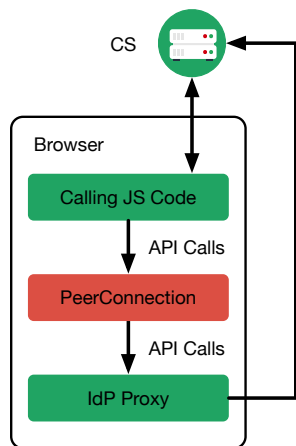 CS
Browser
Calling JS Code
API Calls
PeerConnection
API Calls
IdP Proxy